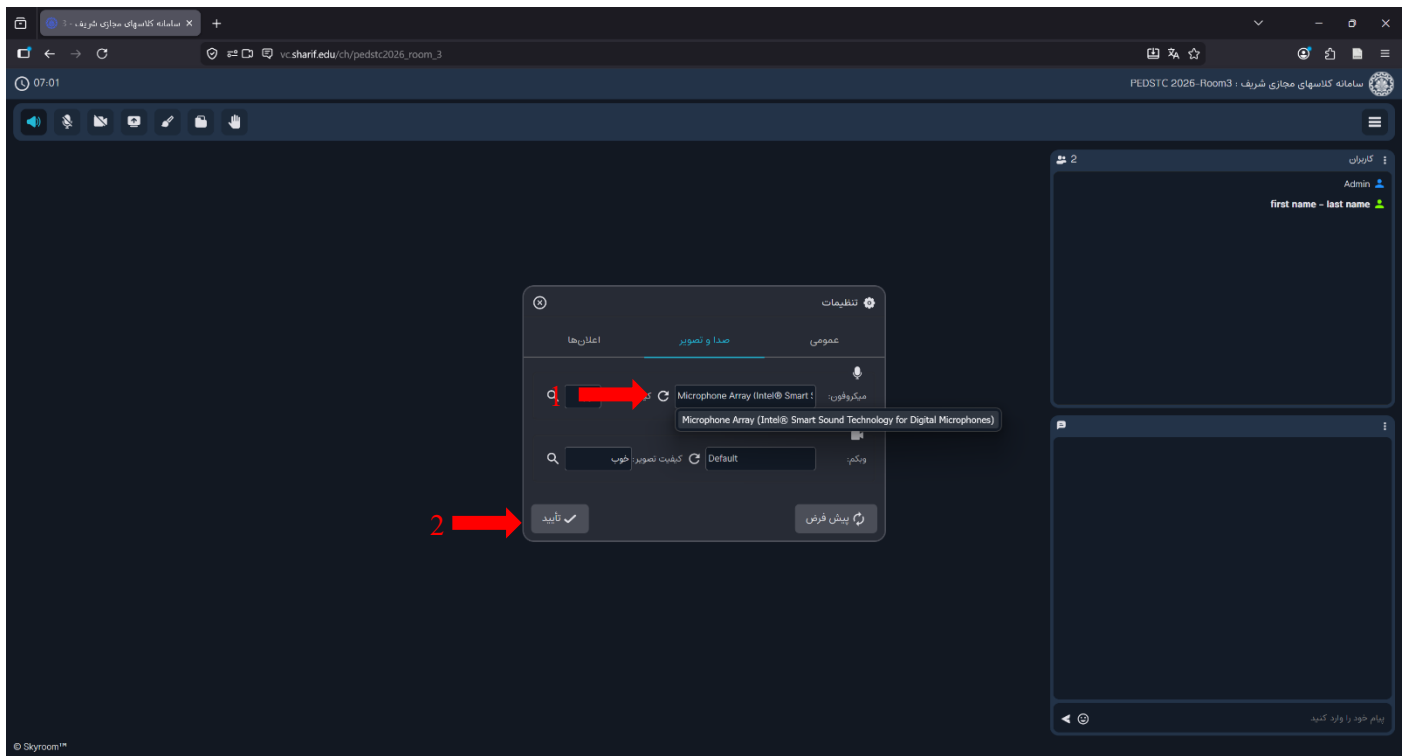 سامانه کلاسهای مجازی شریف - 3
vc.sharif.edu/ch/pedstc2026_room_3
07:01
سامانه کلاسهای مجازی شریف : PEDSTC 2026-Room3
کاربران
2
Admin
first name – last name
تنظیمات
عمومی
صدا و تصویر
اعلان‌ها
میکروفون:
Microphone Array (Intel® Smart S
1
Microphone Array (Intel® Smart Sound Technology for Digital Microphones)
وبکم:
Default
کیفیت تصویر:
خوب
پیش فرض
تأیید
2
پیام خود را وارد کنید
© Skyroom™